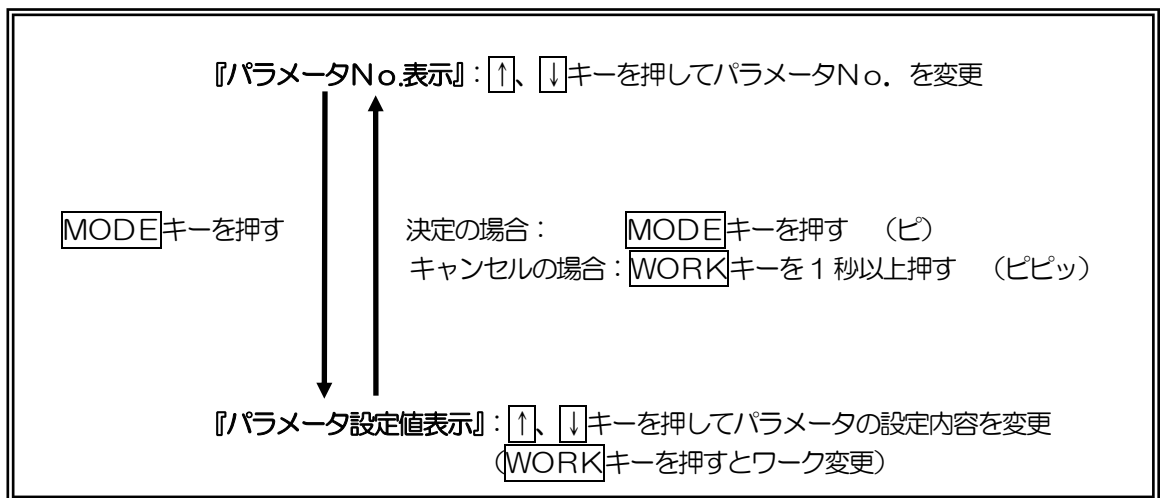 『パラメータNo.表示』：↑、↓キーを押してパラメータNo．を変更
MODEキーを押す
決定の場合：　MODEキーを押す　（ピ）
キャンセルの場合：WORKキーを1秒以上押す　（ピピッ）
『パラメータ設定値表示』：↑、↓キーを押してパラメータの設定内容を変更
（WORKキーを押すとワーク変更）